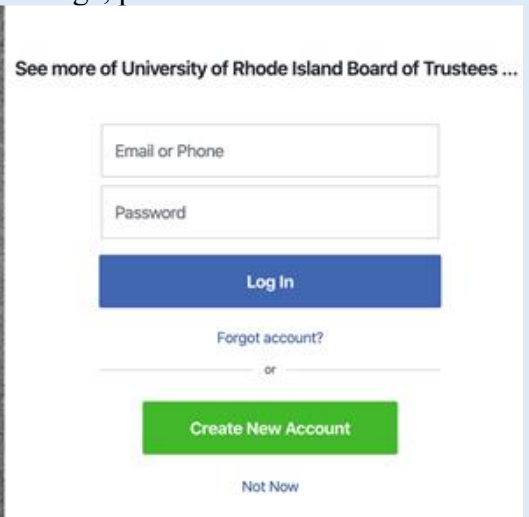 See more of University of Rhode Island Board of Trustees ...
Email or Phone
Password
Log In
Forgot account?
or
Create New Account
Not Now